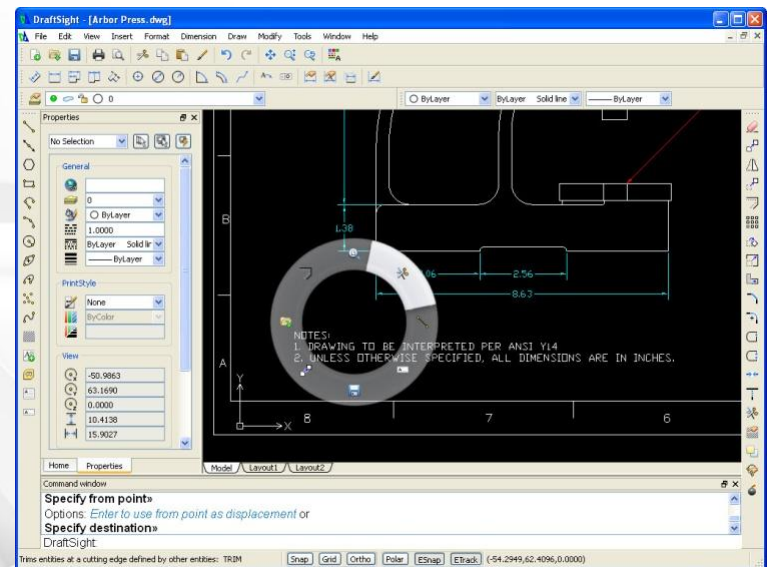 DraftSight - [Arbor Press.dwg]
File Edit View Insert Format Dimension Draw Modify Tools Window Help
0
ByLayer
ByLayer Solid line
ByLayer
Properties
No Selection
General
0
ByLayer
1.0000
ByLayer Solid lir
ByLayer
PrintStyle
None
ByColor
View
-50.9863
63.1690
0.0000
10.4138
15.9027
Home Properties
B
1.38
.06
2.56
8.63
NOTES:
1. DRAWING TO BE INTERPRETED PER ANSI Y14
2. UNLESS OTHERWISE SPECIFIED, ALL DIMENSIONS ARE IN INCHES.
A
Y
X
8
7
6
Model Layout1 Layout2
Command window
Specify from point»
Options: Enter to use from point as displacement or
Specify destination»
DraftSight:
Trims entities at a cutting edge defined by other entities: TRIM
Snap Grid Ortho Polar ESnap ETrack (-54.2949,62.4096,0.0000)